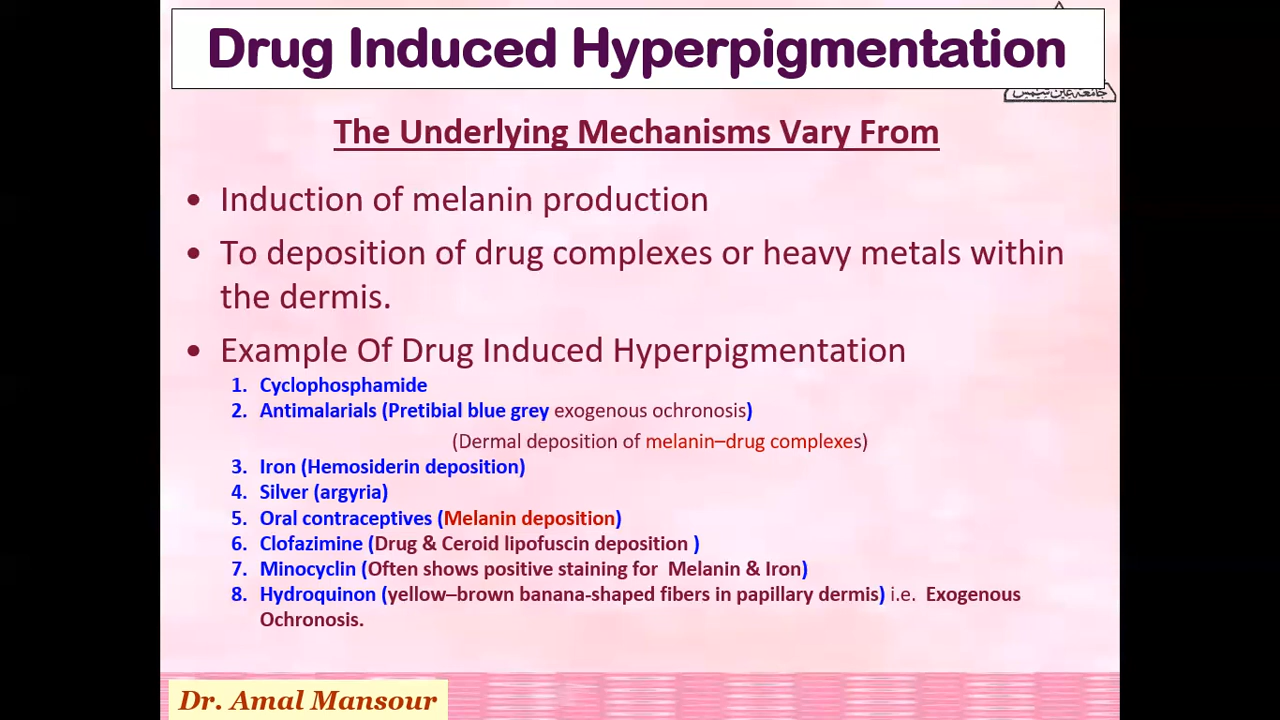 Drug Induced Hyperpigmentation
جامعة عين شمس
The Underlying Mechanisms Vary From
• Induction of melanin production
• To deposition of drug complexes or heavy metals within
the dermis.
• Example Of Drug Induced Hyperpigmentation
1. Cyclophosphamide
2. Antimalarials (Pretibial blue grey exogenous ochronosis)
(Dermal deposition of melanin–drug complexes)
3. Iron (Hemosiderin deposition)
4. Silver (argyria)
5. Oral contraceptives (Melanin deposition)
6. Clofazimine (Drug & Ceroid lipofuscin deposition )
7. Minocyclin (Often shows positive staining for Melanin & Iron)
8. Hydroquinon (yellow–brown banana-shaped fibers in papillary dermis) i.e. Exogenous
Ochronosis.
Dr. Amal Mansour